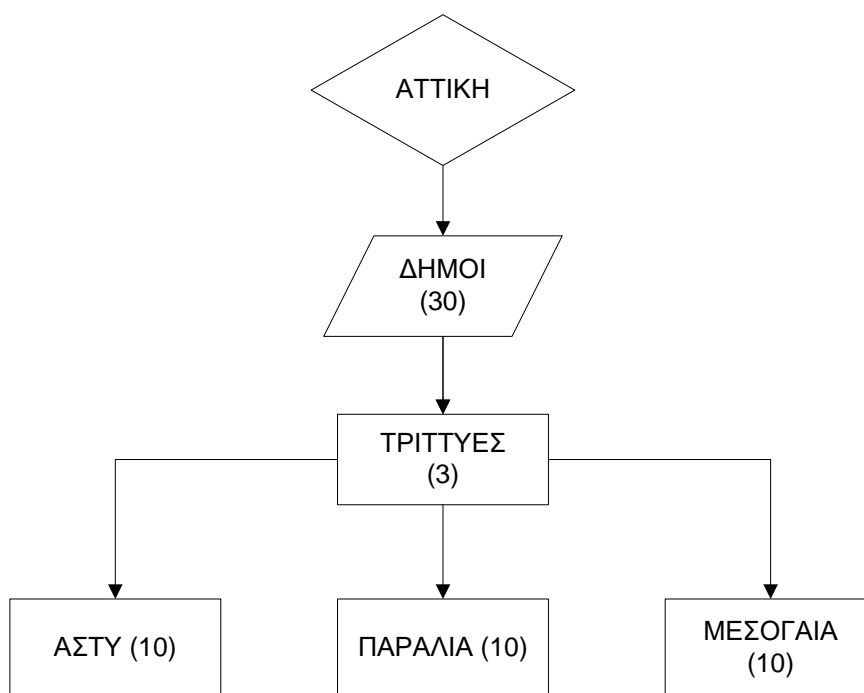 ΑΤΤΙΚΗ
ΔΗΜΟΙ
(30)
ΤΡΙΤΤΥΕΣ
(3)
ΑΣΤΥ (10)
ΠΑΡΑΛΙΑ (10)
ΜΕΣΟΓΑΙΑ
(10)